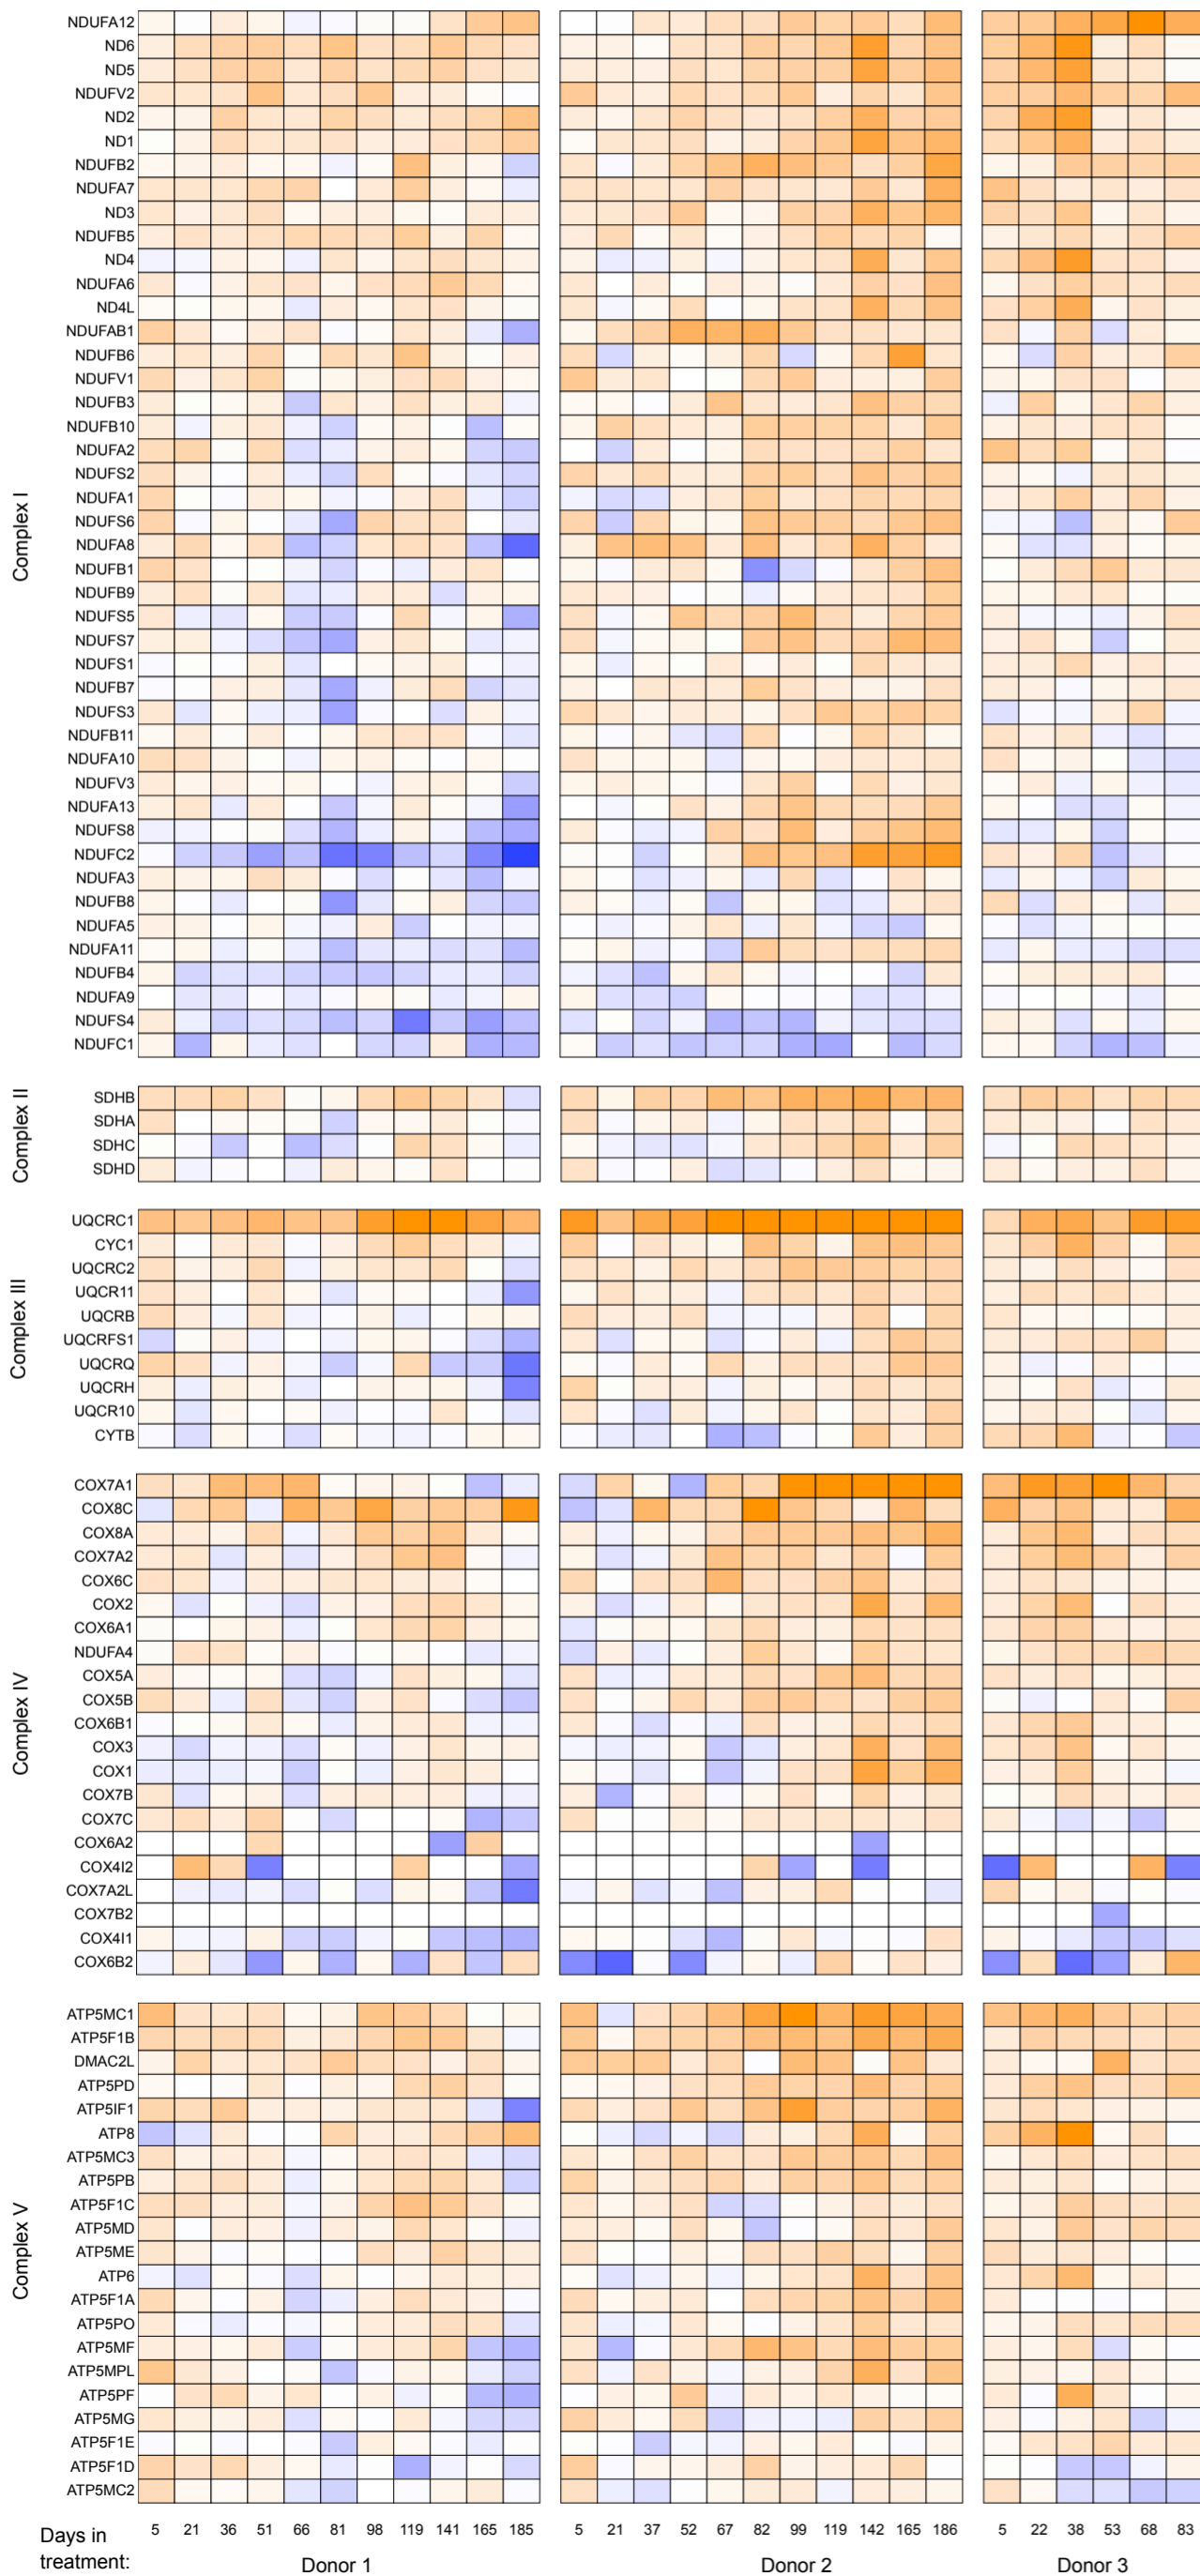 Complex I
NDUFA12
ND6
ND5
NDUFV2
ND2
ND1
NDUFB2
NDUFA7
ND3
NDUFB5
ND4
NDUFA6
ND4L
NDUFAB1
NDUFB6
NDUFV1
NDUFB3
NDUFB10
NDUFA2
NDUFS2
NDUFA1
NDUFS6
NDUFA8
NDUFB1
NDUFB9
NDUFS5
NDUFS7
NDUFS1
NDUFB7
NDUFS3
NDUFB11
NDUFA10
NDUFV3
NDUFA13
NDUFS8
NDUFC2
NDUFA3
NDUFB8
NDUFA5
NDUFA11
NDUFB4
NDUFA9
NDUFS4
NDUFC1
Complex II
SDHB
SDHA
SDHC
SDHD
Complex III
UQCRC1
CYC1
UQCRC2
UQCR11
UQCRB
UQCRFS1
UQCRQ
UQCRH
UQCR10
CYTB
Complex IV
COX7A1
COX8C
COX8A
COX7A2
COX6C
COX2
COX6A1
NDUFA4
COX5A
COX5B
COX6B1
COX3
COX1
COX7B
COX7C
COX6A2
COX4I2
COX7A2L
COX7B2
COX4I1
COX6B2
Complex V
ATP5MC1
ATP5F1B
DMAC2L
ATP5PD
ATP5IF1
ATP8
ATP5MC3
ATP5PB
ATP5F1C
ATP5MD
ATP5ME
ATP6
ATP5F1A
ATP5PO
ATP5MF
ATP5MPL
ATP5PF
ATP5MG
ATP5F1E
ATP5F1D
ATP5MC2
Days in treatment: 5 21 36 51 66 81 98 119 141 165 185 5 21 37 52 67 82 99 119 142 165 186 5 22 38 53 68 83
Donor 1 Donor 2 Donor 3